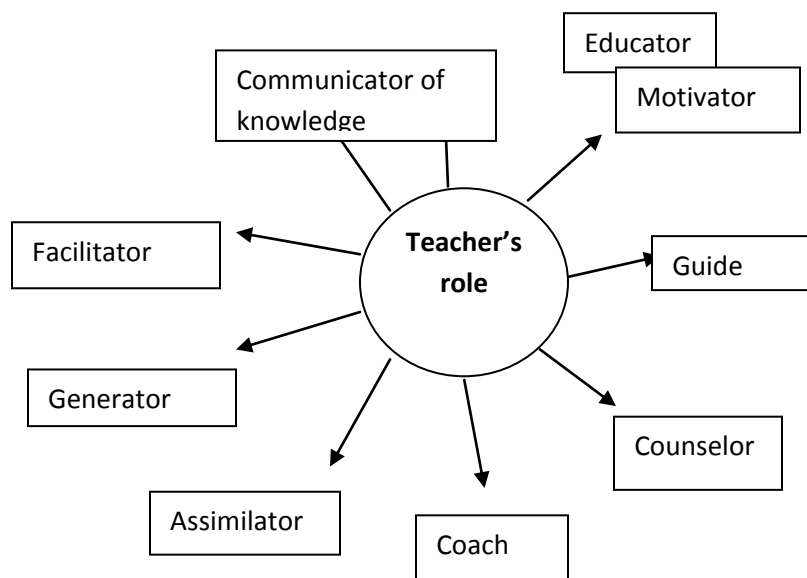 Educator
Communicator of
knowledge
Motivator
Teacher’s
role
Facilitator
Guide
Generator
Counselor
Assimilator
Coach